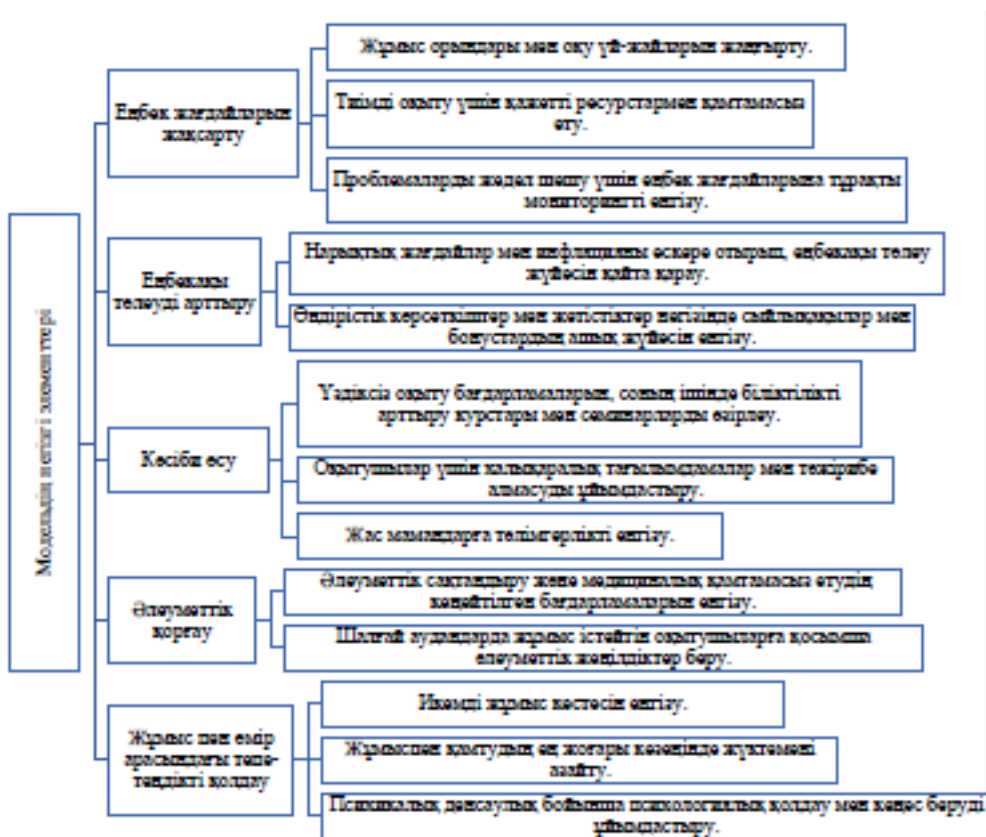 Модельдің негізгі элементтері
Еңбек жағдайларын
жақсарту
Жұмыс орындары мен оқу үй-жайларын жаңғырту.
Тиімді оқыту үшін қажетті ресурстармен қамтамасыз
ету.
Проблемаларды жедел шешу үшін еңбек жағдайларына тұрақты
мониторингті енгізу.
Еңбекақы
төлеуді арттыру
Нарықтық жағдайлар мен инфляцияны ескере отырып, еңбекақы төлеу
жүйесін қайта қарау.
Өндірістік көрсеткіштер мен жетістіктер негізінде сыйлықақылар мен
бонустардың ашық жүйесін енгізу.
Кәсіби өсу
Үздіксіз оқыту бағдарламаларын, соның ішінде біліктілікті
арттыру курстары мен семинарларды әзірлеу.
Оқытушылар үшін халықаралық тағылымдамалар мен тәжірибе
алмасуды ұйымдастыру.
Жас мамандарға тәлімгерлікті енгізу.
Әлеуметтік
қорғау
Әлеуметтік сақтандыру және медициналық қамтамасыз етудің
кеңейтілген бағдарламаларын енгізу.
Шалғай аудандарда жұмыс істейтін оқытушыларға қосымша
әлеуметтік жеңілдіктер беру.
Жұмыс пен өмір
арасындағы тепе-
теңдікті қолдау
Икемді жұмыс кестесін енгізу.
Жұмыспен қамтудың ең жоғары кезеңінде жүктемені
азайту.
Психикалық денсаулық бойынша психологиялық қолдау мен кеңес беруді
ұйымдастыру.